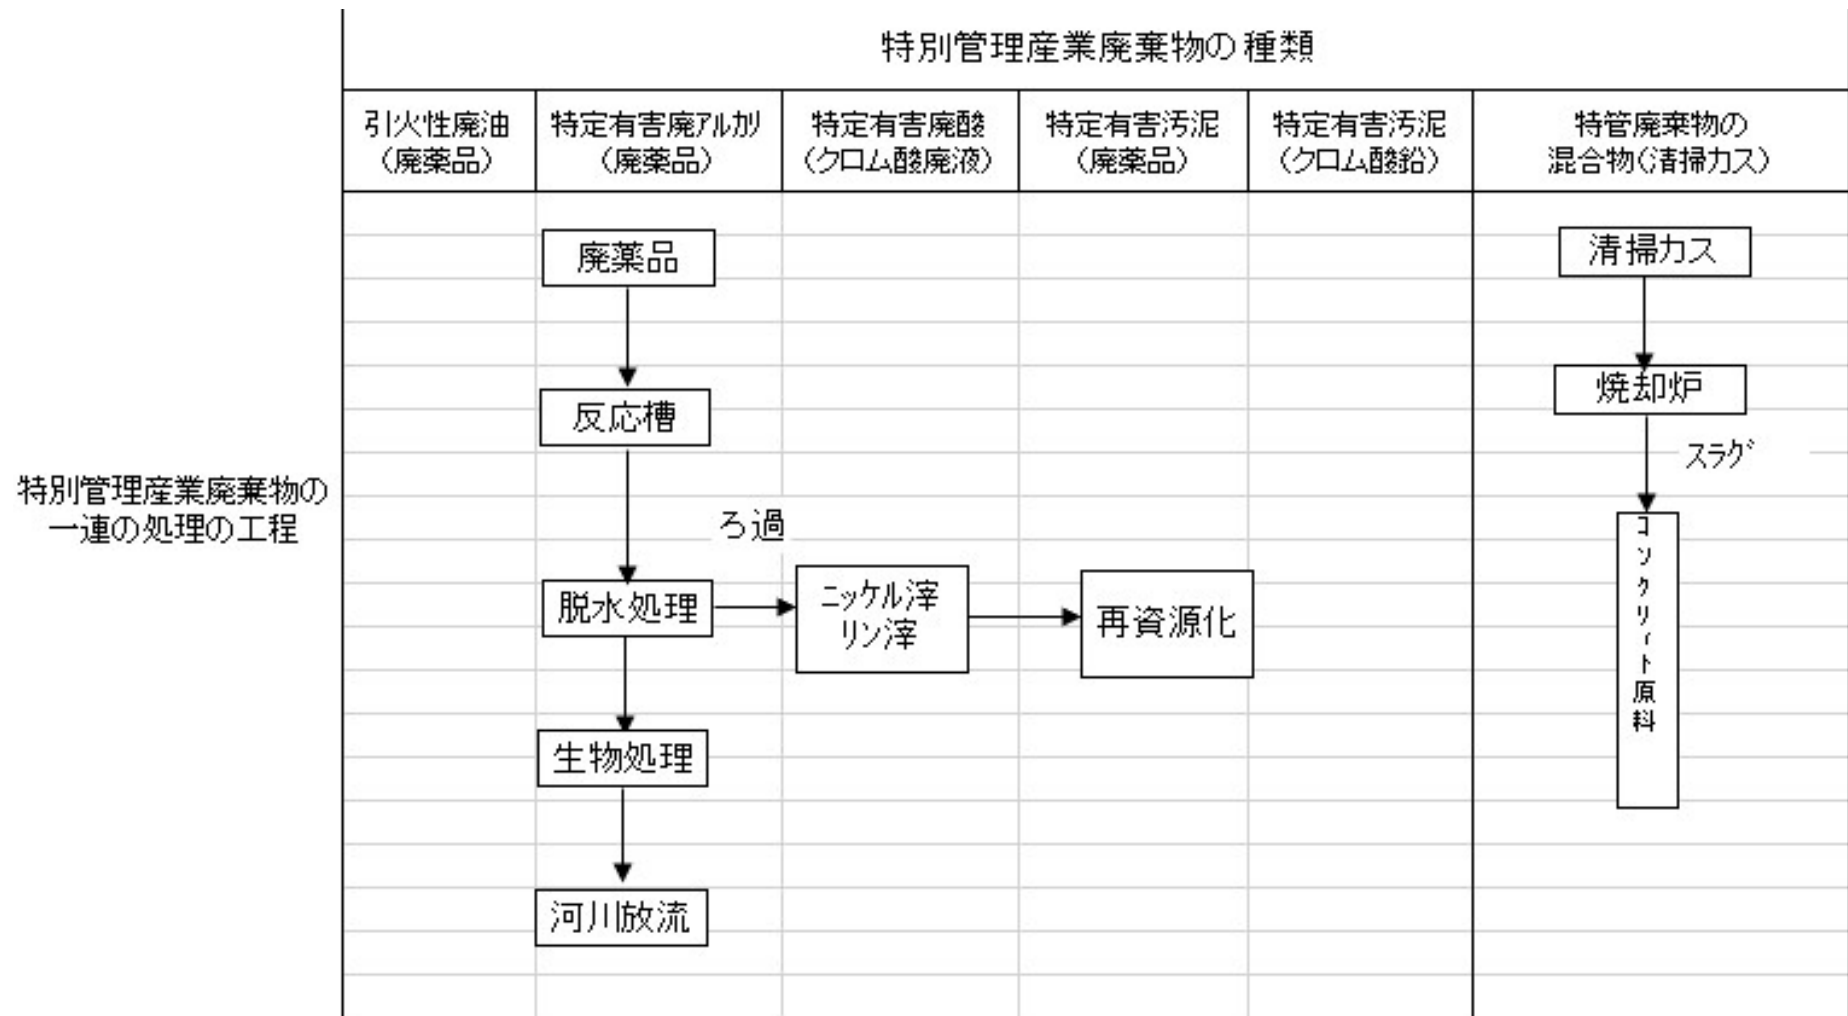 特別管理産業廃棄物の種類
引火性廃油
(廃薬品)
特定有害廃アルカリ
(廃薬品)
特定有害廃酸
(クロム酸廃液)
特定有害汚泥
(廃薬品)
特定有害汚泥
(クロム酸鉛)
特管廃棄物の
混合物(清掃カス)
特別管理産業廃棄物の
一連の処理の工程
廃薬品
反応槽
ろ過
脱水処理
ニッケル滓
リン滓
再資源化
生物処理
河川放流
清掃カス
焼却炉
スラグ
コンクリィト原料